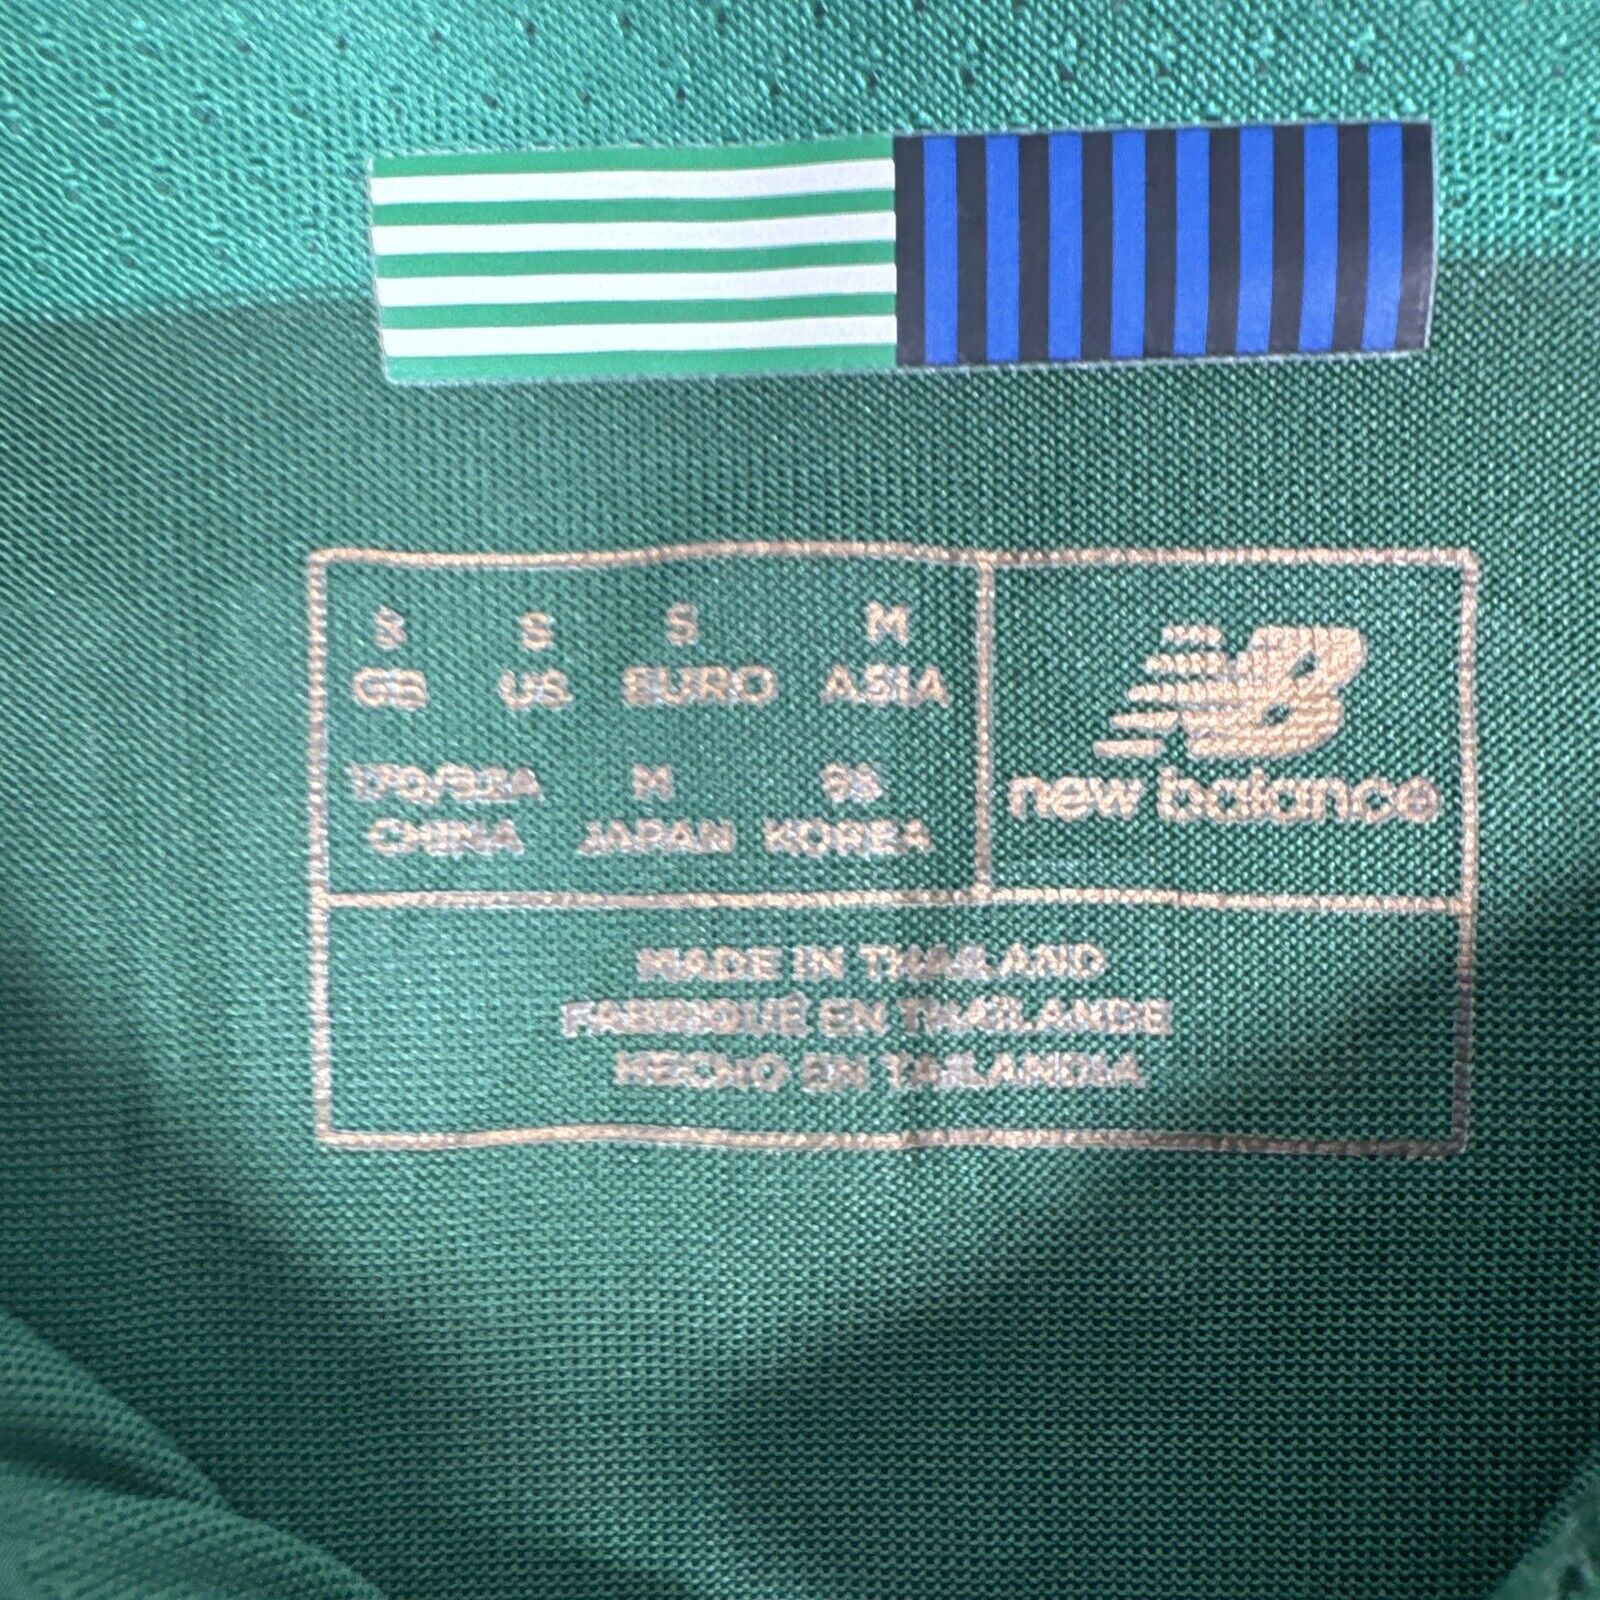 S S S M
GB US EURO ASIA
170/92A M 95
CHINA JAPAN KOREA
NB
new balance
MADE IN THAILAND
FABRIQUÉ EN THAÏLANDE
HECHO EN TAILANDIA